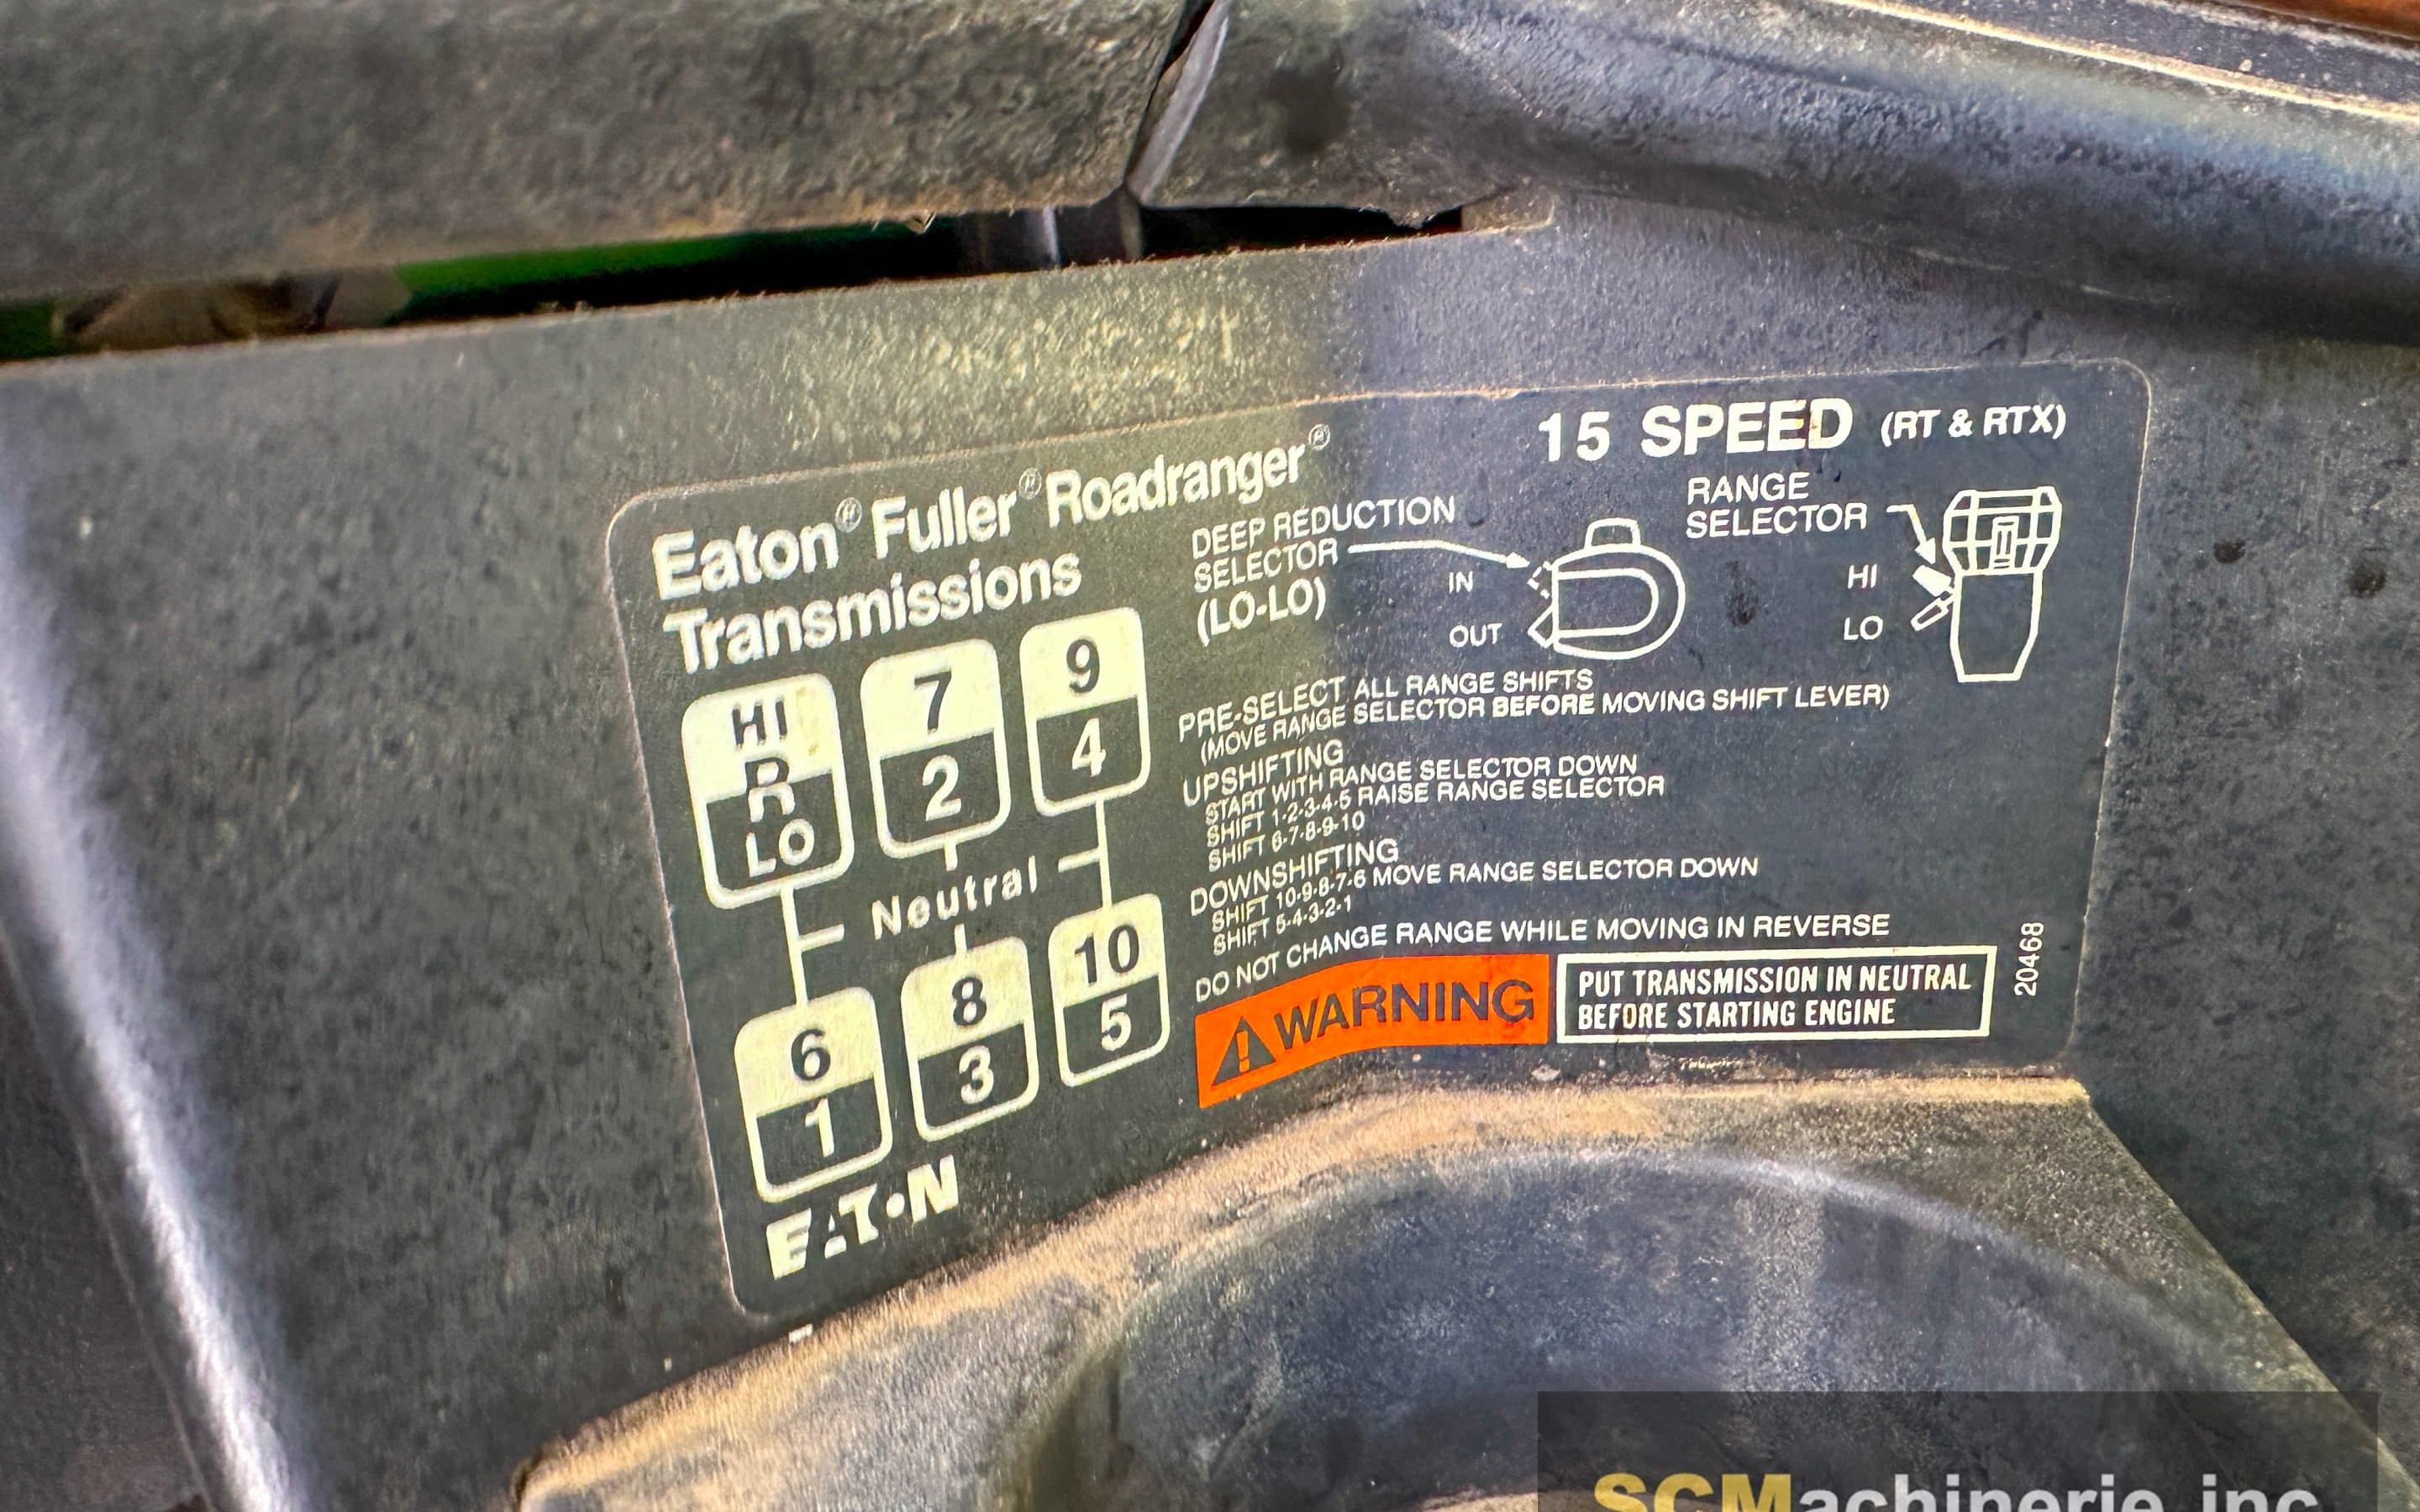 Eaton® Fuller® Roadranger®
Transmissions
15 SPEED (RT & RTX)
DEEP REDUCTION
SELECTOR
(LO-LO)
IN
OUT
RANGE
SELECTOR
HI
LO
HI
R
LO
7
2
9
4
Neutral
6
1
8
3
10
5
EATON
PRE-SELECT ALL RANGE SHIFTS
(MOVE RANGE SELECTOR BEFORE MOVING SHIFT LEVER)
UPSHIFTING
START WITH RANGE SELECTOR DOWN
SHIFT 1-2-3-4-5 RAISE RANGE SELECTOR
SHIFT 6-7-8-9-10
DOWNSHIFTING
SHIFT 10-9-8-7-6 MOVE RANGE SELECTOR DOWN
SHIFT 5-4-3-2-1
DO NOT CHANGE RANGE WHILE MOVING IN REVERSE
WARNING
PUT TRANSMISSION IN NEUTRAL
BEFORE STARTING ENGINE
20468
SCMachinerie inc